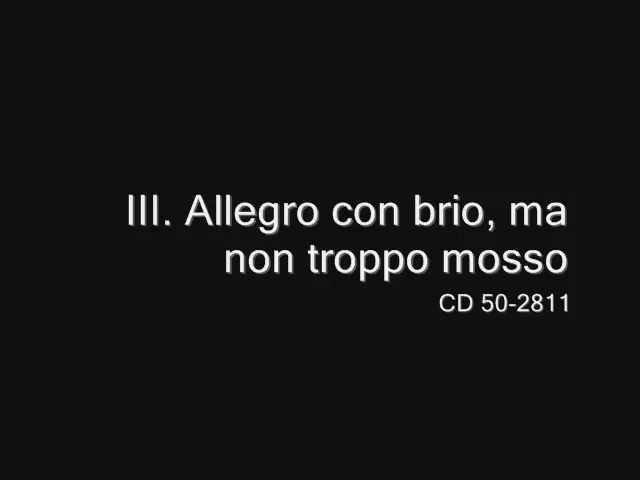 III. Allegro con brio, ma
non troppo mosso
CD 50-2811